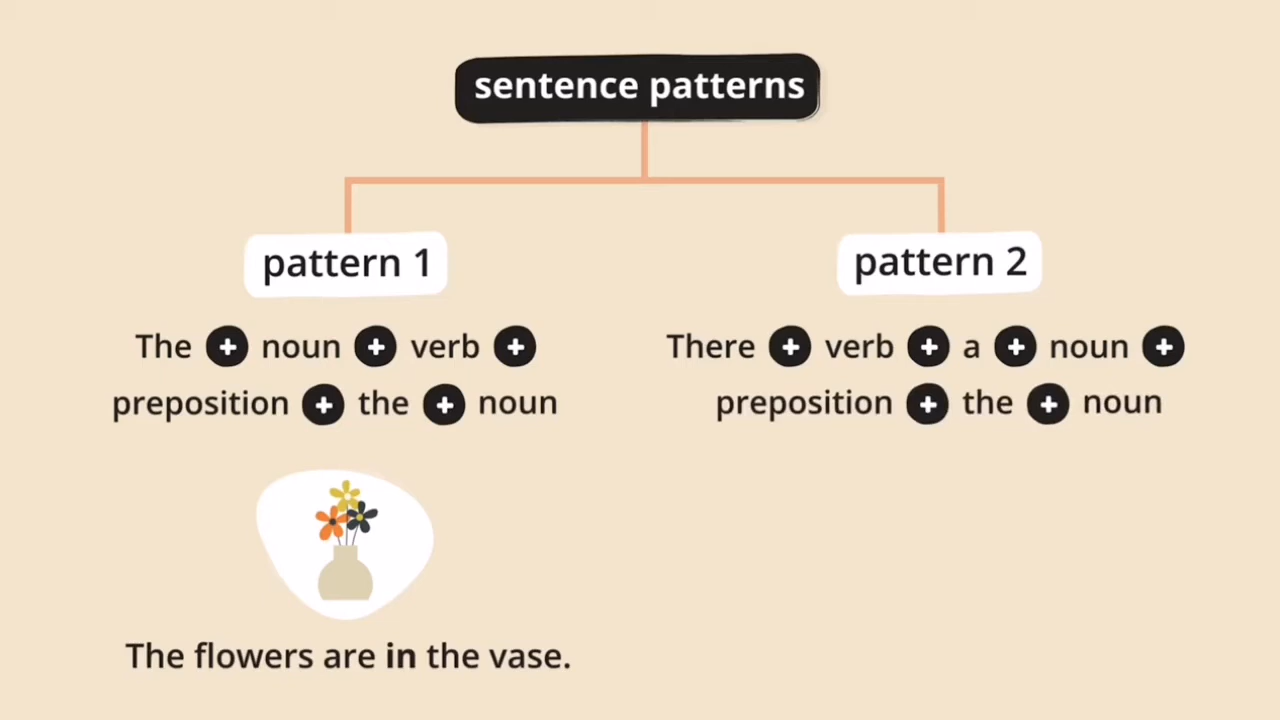 sentence patterns
pattern 1
The + noun + verb +
preposition + the + noun
The flowers are in the vase.
pattern 2
There + verb + a + noun +
preposition + the + noun